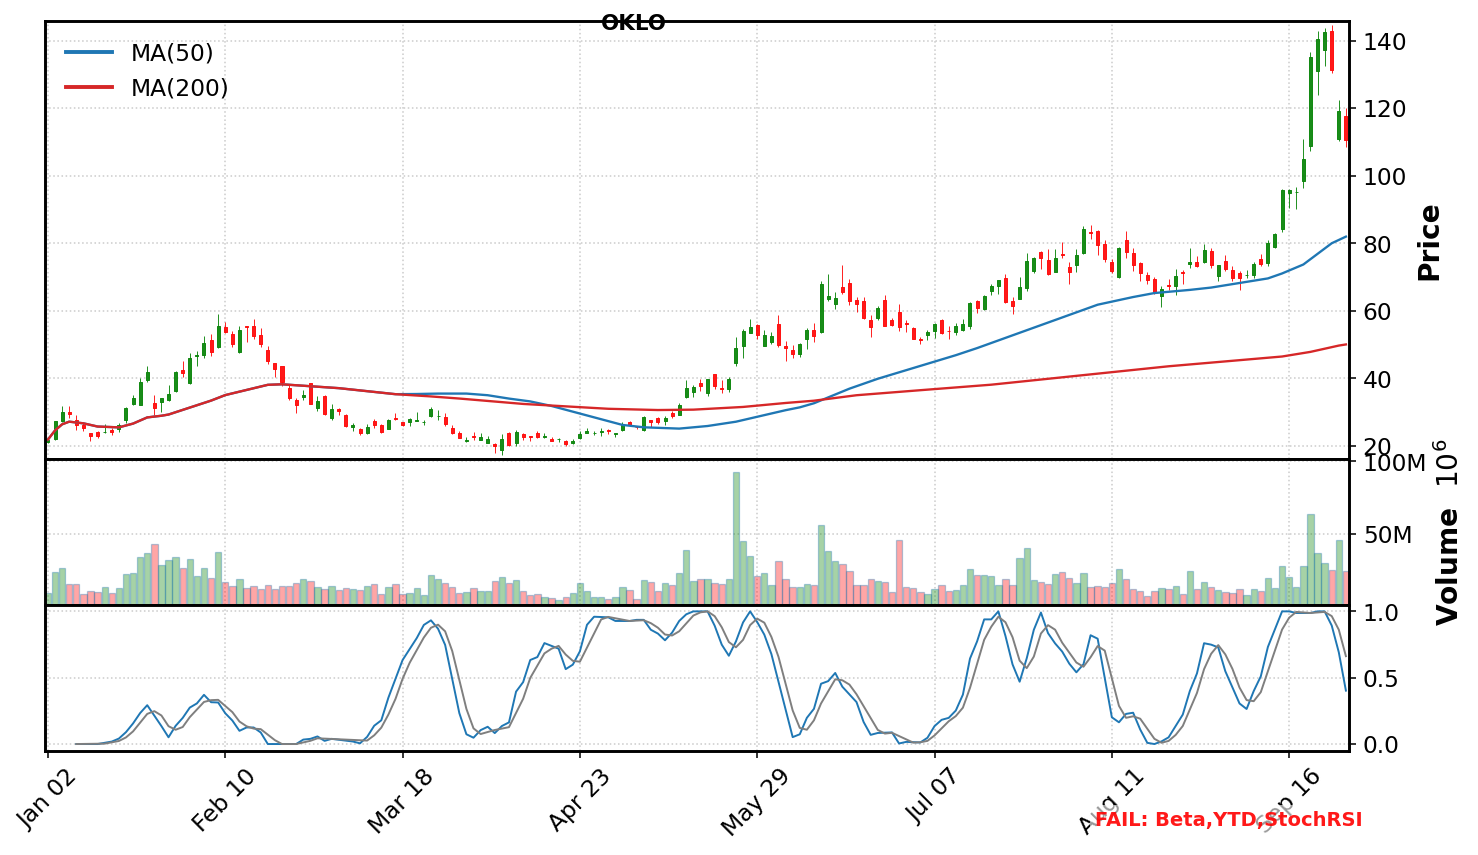 OKLO
MA(50)
MA(200)
140
120
100
80
60
40
20
Price
100M
50M
Volume 10⁶
1.0
0.5
0.0
Jan 02
Feb 10
Mar 18
Apr 23
May 29
Jul 07
Aug 11
Sep 16
FAIL: Beta,YTD,StochRSI